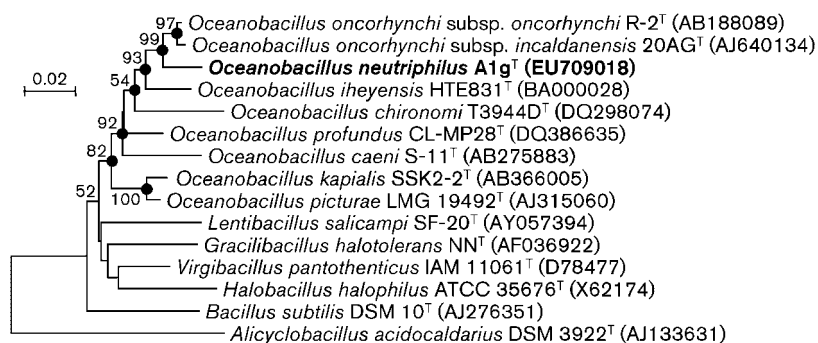 97 Oceanobacillus oncorhynchi subsp. oncorhynchi R-2ᵀ (AB188089)
99 Oceanobacillus oncorhynchi subsp. incaldanensis 20AGᵀ (AJ640134)
93 Oceanobacillus neutriphilus A1gᵀ (EU709018)
0.02 54 Oceanobacillus iheyensis HTE831ᵀ (BA000028)
Oceanobacillus chironomi T3944Dᵀ (DQ298074)
92 Oceanobacillus profundus CL-MP28ᵀ (DQ386635)
82 Oceanobacillus caeni S-11ᵀ (AB275883)
Oceanobacillus kapialis SSK2-2ᵀ (AB366005)
52 100 Oceanobacillus picturae LMG 19492ᵀ (AJ315060)
Lentibacillus salicampi SF-20ᵀ (AY057394)
Gracilibacillus halotolerans NNᵀ (AF036922)
Virgibacillus pantothenticus IAM 11061ᵀ (D78477)
Halobacillus halophilus ATCC 35676ᵀ (X62174)
Bacillus subtilis DSM 10ᵀ (AJ276351)
Alicyclobacillus acidocaldarius DSM 3922ᵀ (AJ133631)